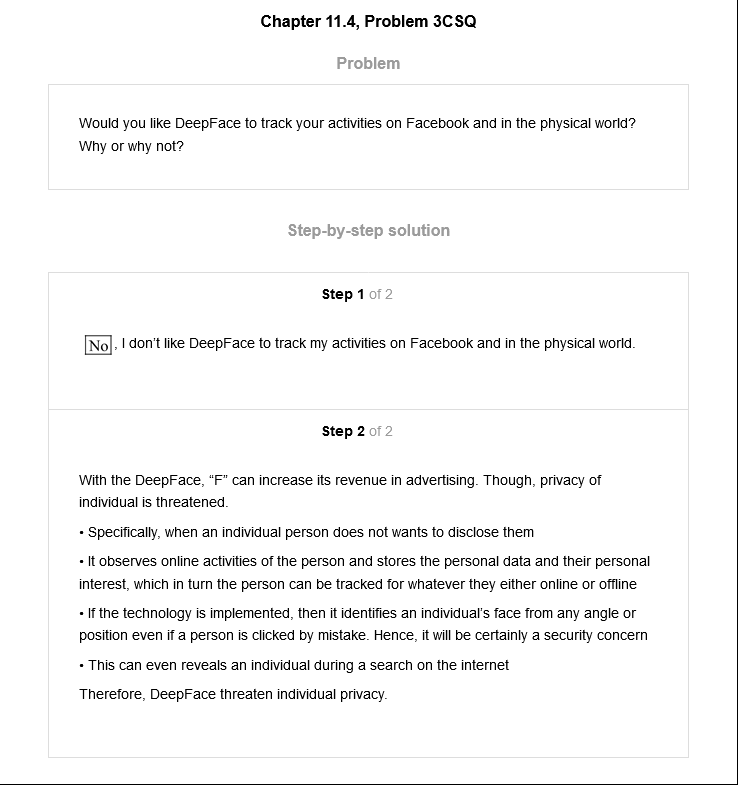 Chapter 11.4, Problem 3CSQ
Problem
Would you like DeepFace to track your activities on Facebook and in the physical world?
Why or why not?
Step-by-step solution
Step 1 of 2
No, I don't like DeepFace to track my activities on Facebook and in the physical world.
Step 2 of 2
With the DeepFace, “F” can increase its revenue in advertising. Though, privacy of
individual is threatened.
• Specifically, when an individual person does not wants to disclose them
• It observes online activities of the person and stores the personal data and their personal
interest, which in turn the person can be tracked for whatever they either online or offline
• If the technology is implemented, then it identifies an individual's face from any angle or
position even if a person is clicked by mistake. Hence, it will be certainly a security concern
• This can even reveals an individual during a search on the internet
Therefore, DeepFace threaten individual privacy.